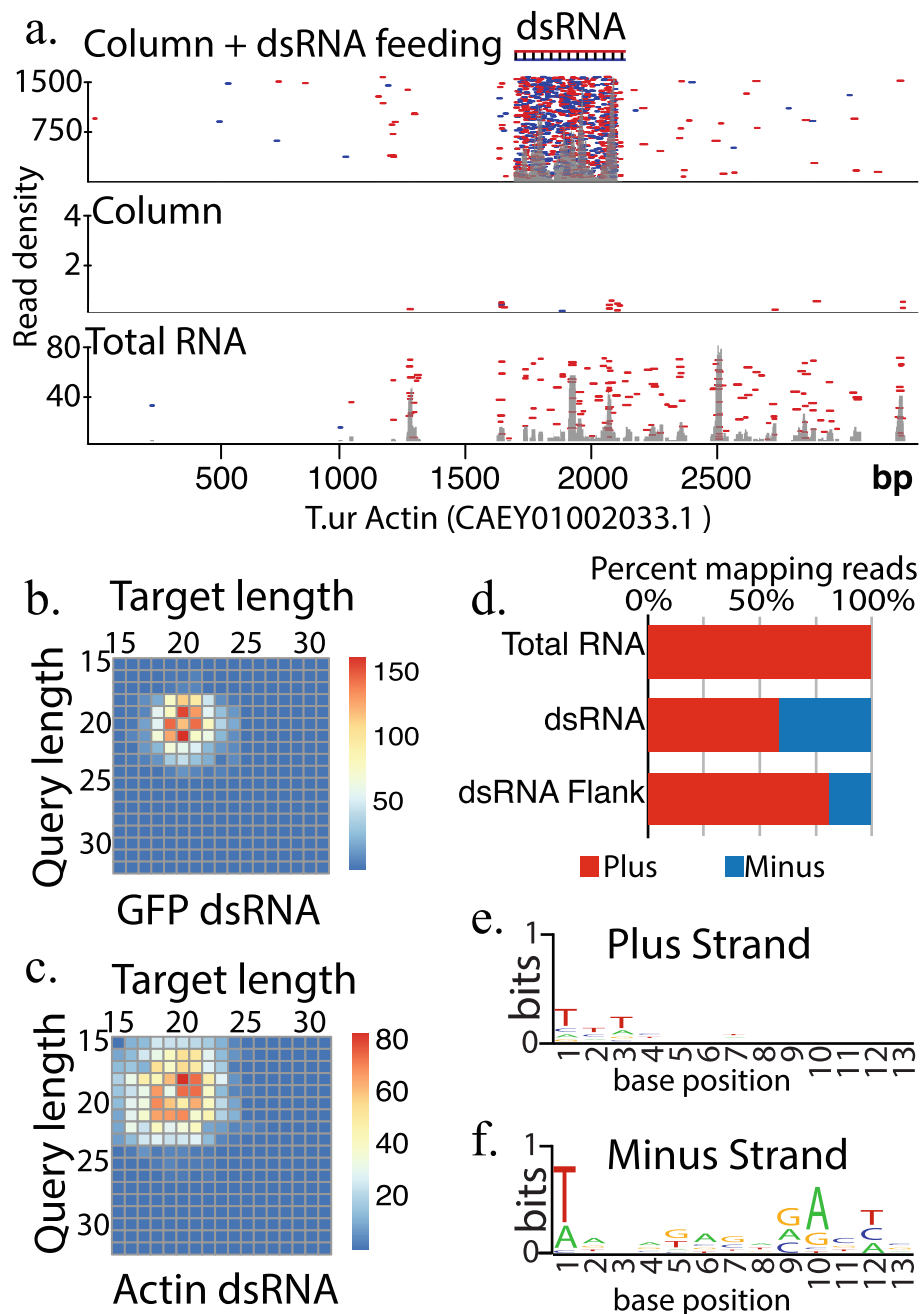 a.
Column + dsRNA feeding
dsRNA
1500
750
Column
4
2
Read density
Total RNA
80
40
500 1000 1500 2000 2500 bp
T.ur Actin (CAEY01002033.1 )
b.
Target length
15 20 25 30
Query length
15
20
25
30
150
100
50
GFP dsRNA
c.
Target length
15 20 25 30
Query length
15
20
25
30
80
60
40
20
Actin dsRNA
d.
Percent mapping reads
0% 50% 100%
Total RNA
dsRNA
dsRNA Flank
Plus Minus
e.
Plus Strand
1
bits
0
1 2 3 4 5 6 7 8 9 10 11 12 13
base position
f.
Minus Strand
1
bits
0
1 2 3 4 5 6 7 8 9 10 11 12 13
base position